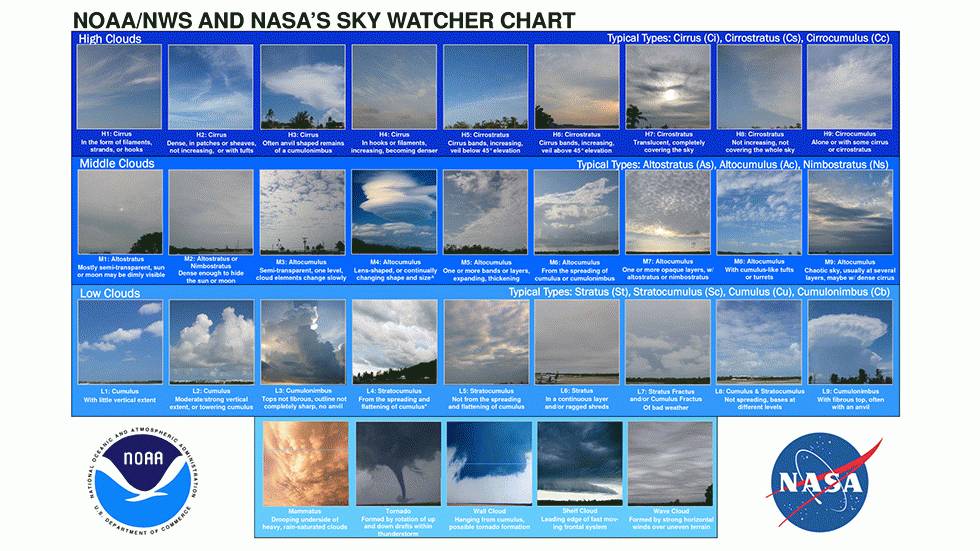 NOAA/NWS AND NASA'S SKY WATCHER CHART
High Clouds
Typical Types: Cirrus (Ci), Cirrostratus (Cs), Cirrocumulus (Cc)
H1: Cirrus
In the form of filaments,
strands, or hooks
H2: Cirrus
Dense, in patches or sheaves,
not increasing, or with tufts
H3: Cirrus
Often anvil shaped remains
of a cumulonimbus
H4: Cirrus
In hooks or filaments,
increasing, becoming denser
H5: Cirrostratus
Cirrus bands, increasing,
veil below 45° elevation
H6: Cirrostratus
Cirrus bands, increasing,
veil above 45° elevation
H7: Cirrostratus
Translucent, completely
covering the sky
H8: Cirrostratus
Not increasing, not
covering the whole sky
H9: Cirrocumulus
Alone or with some cirrus
or cirrostratus
Middle Clouds
Typical Types: Altostratus (As), Altocumulus (Ac), Nimbostratus (Ns)
M1: Altostratus
Mostly semi-transparent, sun
or moon may be dimly visible
M2: Altostratus or
Nimbostratus
Dense enough to hide
the sun or moon
M3: Altocumulus
Semi-transparent, one level,
cloud elements change slowly
M4: Altocumulus
Lens-shaped, or continually
changing shape and size*
M5: Altocumulus
One or more bands or layers,
expanding, thickening
M6: Altocumulus
From the spreading of
cumulus or cumulonimbus
M7: Altocumulus
One or more opaque layers, w/
altostratus or nimbostratus
M8: Altocumulus
With cumulus-like tufts
or turrets
M9: Altocumulus
Chaotic sky, usually at several
layers, maybe w/ dense cirrus
Low Clouds
Typical Types: Stratus (St), Stratocumulus (Sc), Cumulus (Cu), Cumulonimbus (Cb)
L1: Cumulus
With little vertical extent
L2: Cumulus
Moderate/strong vertical
extent, or towering cumulus
L3: Cumulonimbus
Tops not fibrous, outline not
completely sharp, no anvil
L4: Stratocumulus
From the spreading and
flattening of cumulus*
L5: Stratocumulus
Not from the spreading
and flattening of cumulus
L6: Stratus
In a continuous layer
and/or ragged shreds
L7: Stratus Fractus
and/or Cumulus Fractus
Of bad weather
L8: Cumulus & Stratocumulus
Not spreading, bases at
different levels
L9: Cumulonimbus
With fibrous top, often
with an anvil
Mammatus
Drooping underside of
heavy, rain-saturated clouds
Tornado
Formed by rotation of up
and down drafts within
thunderstorm
Wall Cloud
Hanging from cumulus,
possible tornado formation
Shelf Cloud
Leading edge of fast mov-
ing frontal system
Wave Cloud
Formed by strong horizontal
winds over uneven terrain
NATIONAL OCEANIC AND ATMOSPHERIC ADMINISTRATION
NOAA
U.S. DEPARTMENT OF COMMERCE
NASA